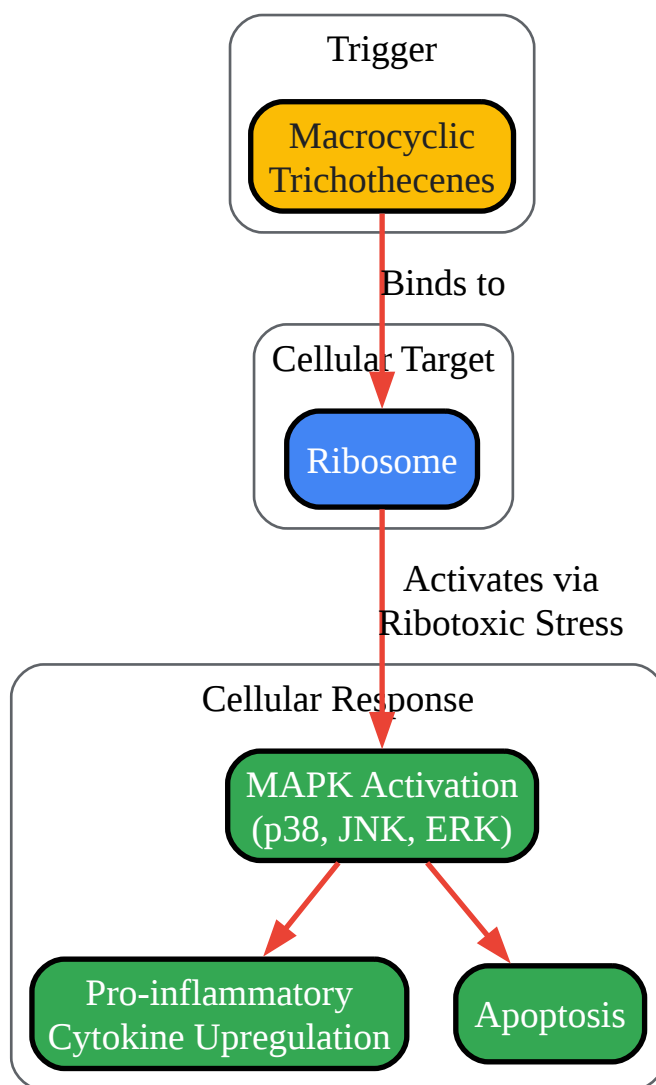 Trigger
Macrocyclic
Trichothecenes
Binds to
Cellular Target
Ribosome
Activates via
Ribotoxic Stress
Cellular Response
MAPK Activation
(p38, JNK, ERK)
Pro-inflammatory
Cytokine Upregulation
Apoptosis